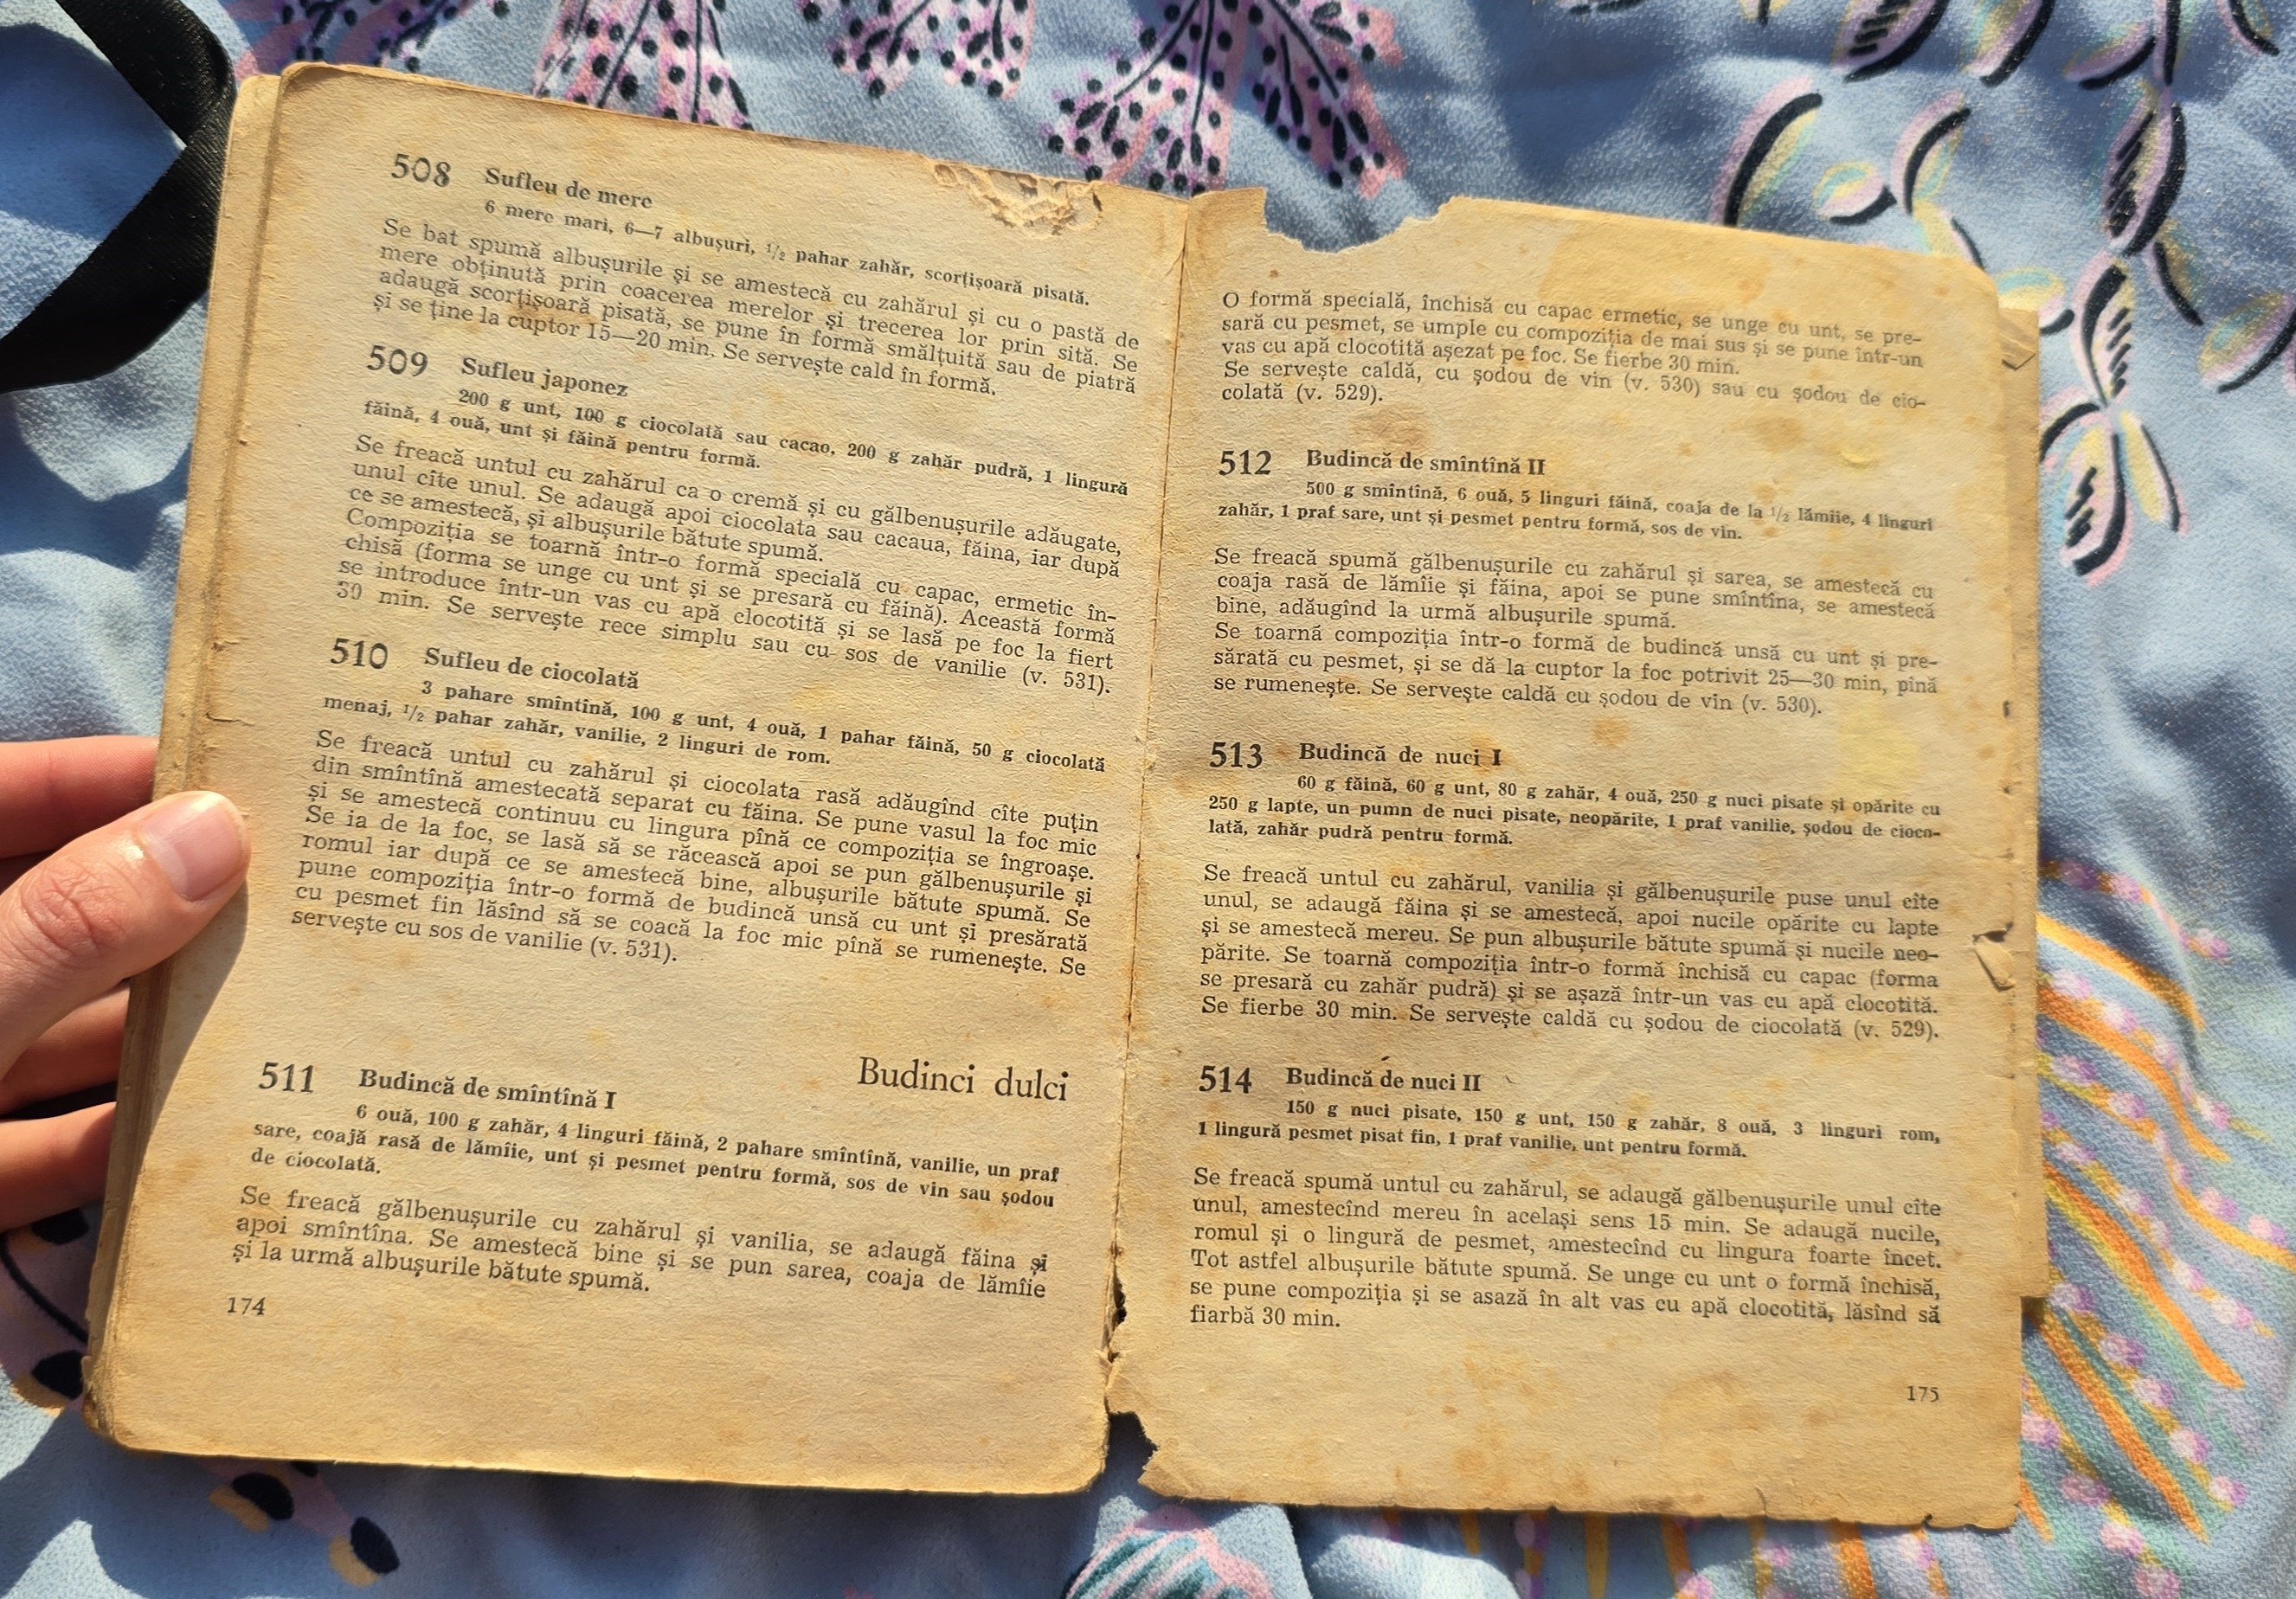 508 Sufleu de mere
6 mere mari, 6—7 albuşuri, 1/2 pahar zahăr, scorţişoară pisată.
Se bat spumă albuşurile şi se amestecă cu zahărul şi cu o pastă de
mere obţinută prin coacerea merelor şi trecerea lor prin sită. Se
adaugă scorţişoară pisată, se pune în formă smălţuită sau de piatră
şi se ţine la cuptor 15—20 min. Se serveşte cald în formă.
509 Sufleu japonez
200 g unt, 100 g ciocolată sau cacao, 200 g zahăr pudră, 1 lingură
făină, 4 ouă, unt şi făină pentru formă.
Se freacă untul cu zahărul ca o cremă şi cu gălbenuşurile adăugate,
unul cîte unul. Se adaugă apoi ciocolata sau cacaua, făina, iar după
ce se amestecă, şi albuşurile bătute spumă.
Compoziţia se toarnă într-o formă specială cu capac, ermetic în-
chisă (forma se unge cu unt şi se presară cu făină). Această formă
se introduce într-un vas cu apă clocotită şi se lasă pe foc la fiert
30 min. Se serveşte rece simplu sau cu sos de vanilie (v. 531).
510 Sufleu de ciocolată
3 pahare smîntînă, 100 g unt, 4 ouă, 1 pahar făină, 50 g ciocolată
menaj, 1/2 pahar zahăr, vanilie, 2 linguri de rom.
Se freacă untul cu zahărul şi ciocolata rasă adăugînd cîte puţin
din smîntînă amestecată separat cu făina. Se pune vasul la foc mic
şi se amestecă continuu cu lingura pînă ce compoziţia se îngroaşe.
Se ia de la foc, se lasă să se răcească apoi se pun gălbenuşurile şi
romul iar după ce se amestecă bine, albuşurile bătute spumă. Se
pune compoziţia într-o formă de budincă unsă cu unt şi presărată
cu pesmet fin lăsînd să se coacă la foc mic pînă se rumeneşte. Se
serveşte cu sos de vanilie (v. 531).
Budinci dulci
511 Budincă de smîntînă I
6 ouă, 100 g zahăr, 4 linguri făină, 2 pahare smîntînă, vanilie, un praf
sare, coajă rasă de lămîie, unt şi pesmet pentru formă, sos de vin sau şodou
de ciocolată.
Se freacă gălbenuşurile cu zahărul şi vanilia, se adaugă făina şi
apoi smîntîna. Se amestecă bine şi se pun sarea, coaja de lămîie
şi la urmă albuşurile bătute spumă.
174
O formă specială, închisă cu capac ermetic, se unge cu unt, se pre-
sară cu pesmet, se umple cu compoziţia de mai sus şi se pune într-un
vas cu apă clocotită aşezat pe foc. Se fierbe 30 min.
Se serveşte caldă, cu şodou de vin (v. 530) sau cu şodou de cio-
colată (v. 529).
512 Budincă de smîntînă II
500 g smîntînă, 6 ouă, 5 linguri făină, coaja de la 1/2 lămîie, 4 linguri
zahăr, 1 praf sare, unt şi pesmet pentru formă, sos de vin.
Se freacă spumă gălbenuşurile cu zahărul şi sarea, se amestecă cu
coaja rasă de lămîie şi făina, apoi se pune smîntîna, se amestecă
bine, adăugînd la urmă albuşurile spumă.
Se toarnă compoziţia într-o formă de budincă unsă cu unt şi pre-
sărată cu pesmet, şi se dă la cuptor la foc potrivit 25—30 min, pînă
se rumeneşte. Se serveşte caldă cu şodou de vin (v. 530).
513 Budincă de nuci I
60 g făină, 60 g unt, 80 g zahăr, 4 ouă, 250 g nuci pisate şi opărite cu
250 g lapte, un pumn de nuci pisate, neopărite, 1 praf vanilie, şodou de cioco-
lată, zahăr pudră pentru formă.
Se freacă untul cu zahărul, vanilia şi gălbenuşurile puse unul cîte
unul, se adaugă făina şi se amestecă, apoi nucile opărite cu lapte
şi se amestecă mereu. Se pun albuşurile bătute spumă şi nucile neo-
părite. Se toarnă compoziţia într-o formă închisă cu capac (forma
se presară cu zahăr pudră) şi se aşază într-un vas cu apă clocotită.
Se fierbe 30 min. Se serveşte caldă cu şodou de ciocolată (v. 529).
514 Budincă de nuci II
150 g nuci pisate, 150 g unt, 150 g zahăr, 8 ouă, 3 linguri rom,
1 lingură pesmet pisat fin, 1 praf vanilie, unt pentru formă.
Se freacă spumă untul cu zahărul, se adaugă gălbenuşurile unul cîte
unul, amestecînd mereu în acelaşi sens 15 min. Se adaugă nucile,
romul şi o lingură de pesmet, amestecînd cu lingura foarte încet.
Tot astfel albuşurile bătute spumă. Se unge cu unt o formă închisă,
se pune compoziţia şi se asază în alt vas cu apă clocotită, lăsînd să
fiarbă 30 min.
175